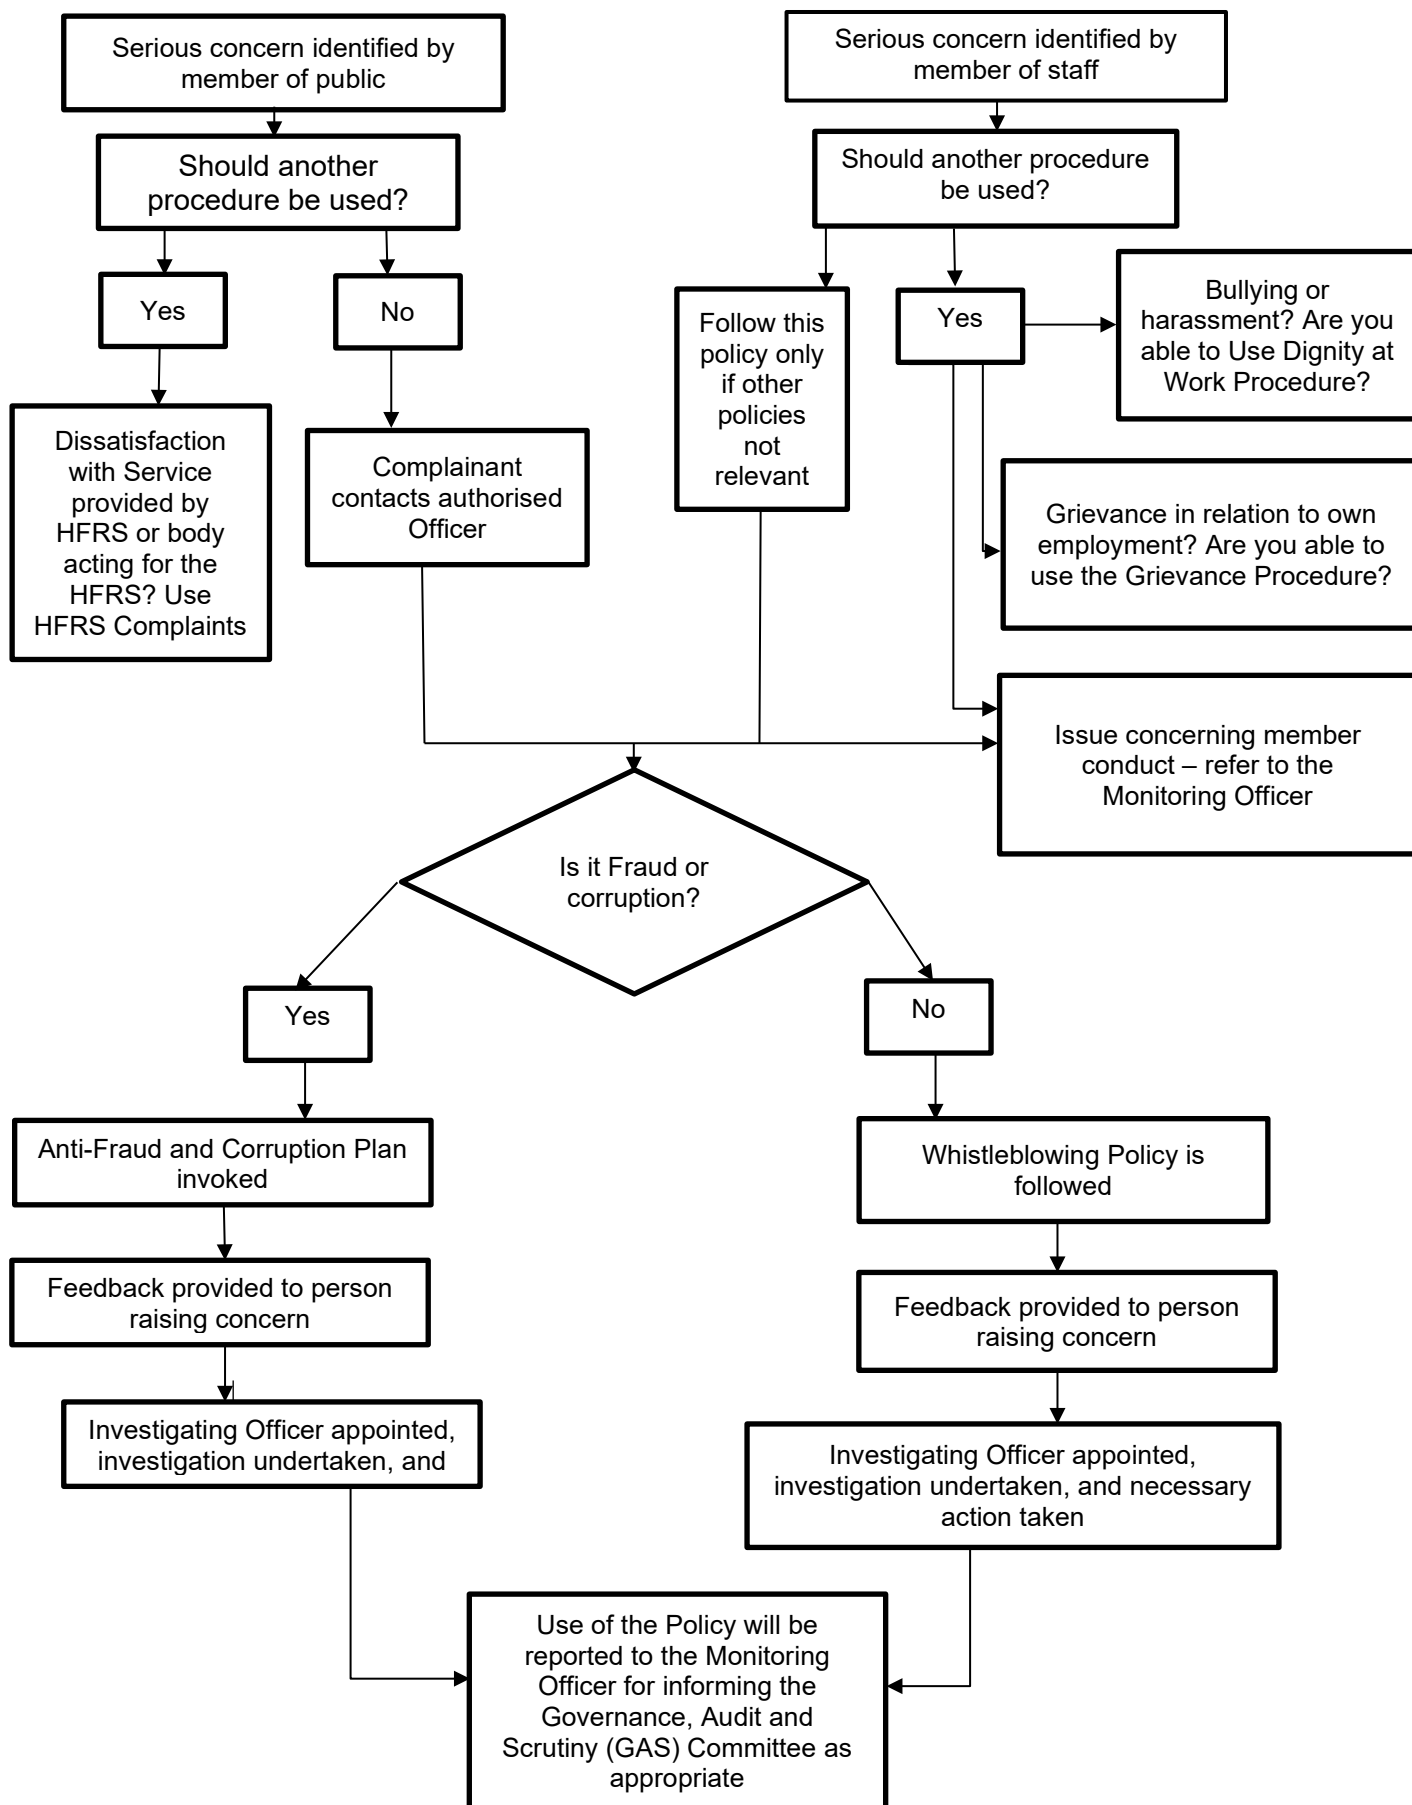 Serious concern identified by
member of public
Serious concern identified by
member of staff
Should another
procedure be used?
Should another procedure
be used?
Yes
No
Follow this
policy only
if other
policies
not
relevant
Yes
Bullying or
harassment? Are you
able to Use Dignity at
Work Procedure?
Dissatisfaction
with Service
provided by
HFRS or body
acting for the
HFRS? Use
HFRS Complaints
Complainant
contacts authorised
Officer
Grievance in relation to own
employment? Are you able to
use the Grievance Procedure?
Issue concerning member
conduct – refer to the
Monitoring Officer
Is it Fraud or
corruption?
Yes
No
Anti-Fraud and Corruption Plan
invoked
Whistleblowing Policy is
followed
Feedback provided to person
raising concern
Feedback provided to person
raising concern
Investigating Officer appointed,
investigation undertaken, and
Investigating Officer appointed,
investigation undertaken, and necessary
action taken
Use of the Policy will be
reported to the Monitoring
Officer for informing the
Governance, Audit and
Scrutiny (GAS) Committee as
appropriate